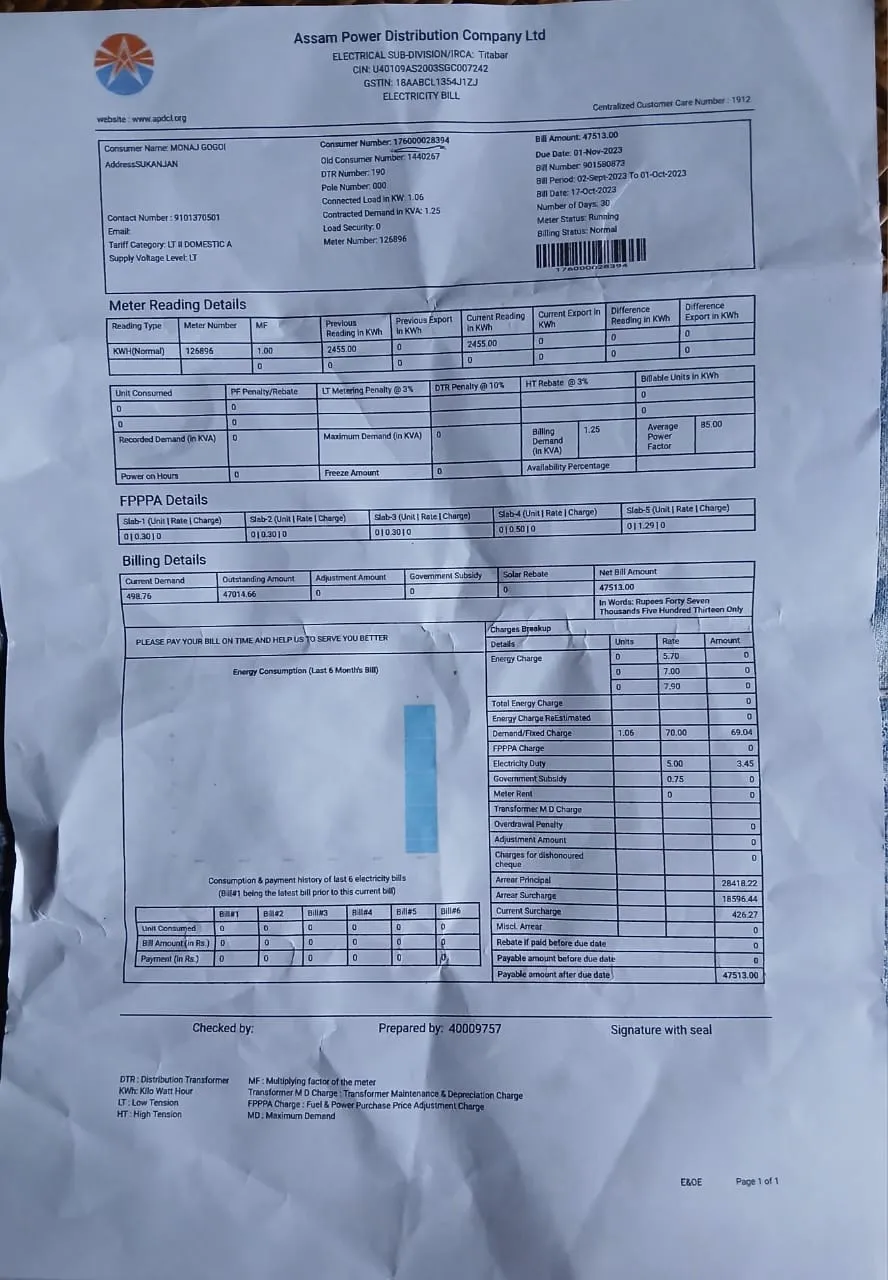 Assam Power Distribution Company Ltd
ELECTRICAL SUB-DIVISION/IRCA: Titabar
CIN: U40109AS2003SGC007242
GSTIN: 18AABCL1354J1ZJ
ELECTRICITY BILL
website : www.apdcl.org
Centralized Customer Care Number : 1912
Consumer Name: MONAJ GOGOI
AddressSUKANJAN
Contact Number : 9101370501
Email:
Tariff Category: LT II DOMESTIC A
Supply Voltage Level: LT
Consumer Number: 176000028394
Old Consumer Number: 1440267
DTR Number: 190
Pole Number: 000
Connected Load in KW: 1.06
Contracted Demand in KVA: 1.25
Load Security: 0
Meter Number: 126896
Bill Amount: 47513.00
Due Date: 01-Nov-2023
Bill Number: 901580873
Bill Period: 02-Sept-2023 To 01-Oct-2023
Bill Date: 17-Oct-2023
Number of Days: 30
Meter Status: Running
Billing Status: Normal
176000028394
Meter Reading Details
Reading Type Meter Number MF Previous Reading in KWh Previous Export in KWh Current Reading in KWh Current Export in KWh Difference Reading in KWh Difference Export in KWh
KWH(Normal) 126896 1.00 2455.00 0 2455.00 0 0 0
0 0 0 0 0 0 0
Unit Consumed PF Penalty/Rebate LT Metering Penalty @ 3% DTR Penalty @ 10% HT Rebate @ 3% Billable Units in KWh
0 0 0
0 0 0
Recorded Demand (in KVA) 0 Maximum Demand (in KVA) 0 Billing Demand (in KVA) 1.25 Average Power Factor 85.00
Power on Hours 0 Freeze Amount 0 Availability Percentage
FPPPA Details
Slab-1 (Unit | Rate | Charge) Slab-2 (Unit | Rate | Charge) Slab-3 (Unit | Rate | Charge) Slab-4 (Unit | Rate | Charge) Slab-5 (Unit | Rate | Charge)
0 | 0.30 | 0 0 | 0.30 | 0 0 | 0.30 | 0 0 | 0.50 | 0 0 | 1.29 | 0
Billing Details
Current Demand Outstanding Amount Adjustment Amount Government Subsidy Solar Rebate Net Bill Amount
498.76 47014.66 0 0 0 47513.00
In Words: Rupees Forty Seven
Thousands Five Hundred Thirteen Only
PLEASE PAY YOUR BILL ON TIME AND HELP US TO SERVE YOU BETTER
Energy Consumption (Last 6 Month's Bill)
Consumption & payment history of last 6 electricity bills
(Bill#1 being the latest bill prior to this current bill)
Bill#1 Bill#2 Bill#3 Bill#4 Bill#5 Bill#6
Unit Consumed 0 0 0 0 0 0
Bill Amount (in Rs.) 0 0 0 0 0 0
Payment (in Rs.) 0 0 0 0 0 0
Charges Breakup
Details Units Rate Amount
Energy Charge 0 5.70 0
0 7.00 0
0 7.90 0
Total Energy Charge 0
Energy Charge ReEstimated 0
Demand/Fixed Charge 1.06 70.00 69.04
FPPPA Charge 0
Electricity Duty 5.00 3.45
Government Subsidy 0.75 0
Meter Rent 0 0
Transformer M D Charge
Overdrawal Penalty 0
Adjustment Amount 0
Charges for dishonoured cheque 0
Arrear Principal 28418.22
Arrear Surcharge 18596.44
Current Surcharge 426.27
Miscl. Arrear 0
Rebate if paid before due date 0
Payable amount before due date 0
Payable amount after due date 47513.00
Checked by: Prepared by: 40009757 Signature with seal
DTR : Distribution Transformer MF : Multiplying factor of the meter
KWh: Kilo Watt Hour Transformer M D Charge : Transformer Maintenance & Depreciation Charge
LT : Low Tension FPPPA Charge : Fuel & Power Purchase Price Adjustment Charge
HT : High Tension MD : Maximum Demand
E&OE Page 1 of 1